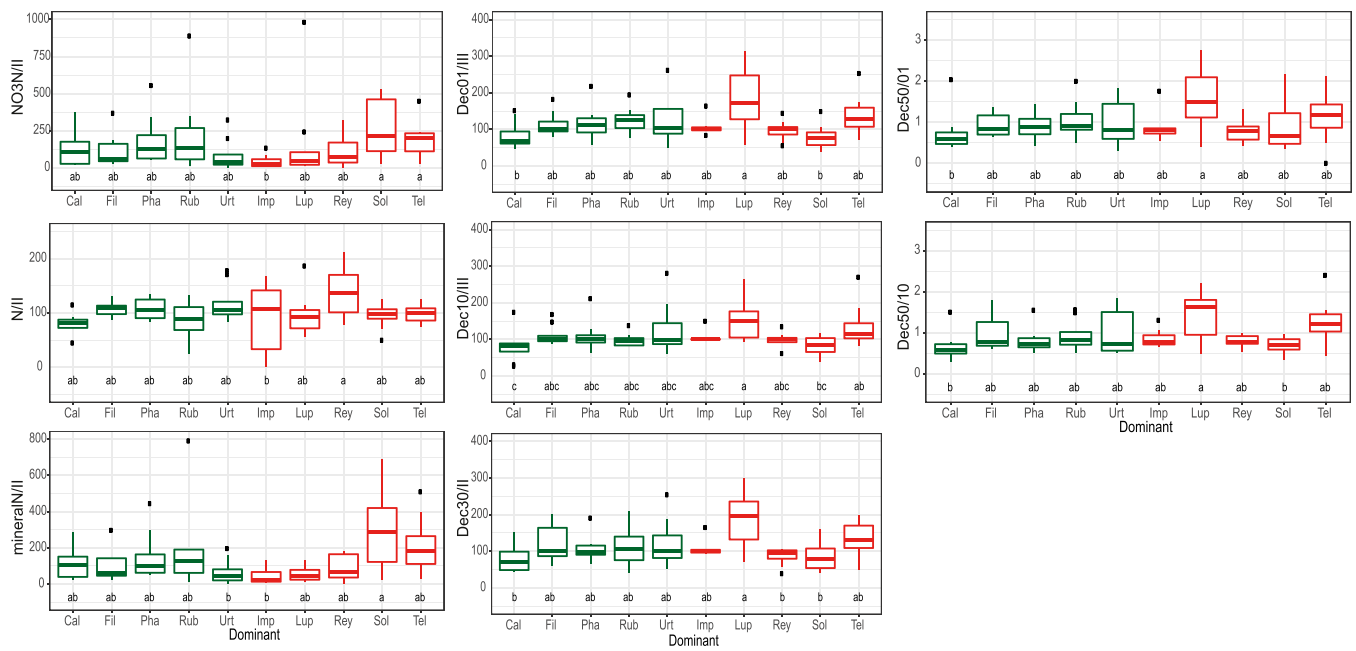 NO3N/II
1000
750
500
250
0
ab ab ab ab ab b ab ab a a
Cal Fil Pha Rub Urt Imp Lup Rey Sol Tel
Dec01/III
400
300
200
100
0
b ab ab ab ab ab a ab b ab
Cal Fil Pha Rub Urt Imp Lup Rey Sol Tel
Dec50/01
3
2
1
0
b ab ab ab ab ab a ab ab ab
Cal Fil Pha Rub Urt Imp Lup Rey Sol Tel
N/II
200
100
0
ab ab ab ab ab b ab a ab ab
Cal Fil Pha Rub Urt Imp Lup Rey Sol Tel
Dec10/III
400
300
200
100
0
c abc abc abc abc abc a abc bc ab
Cal Fil Pha Rub Urt Imp Lup Rey Sol Tel
Dec50/10
3
2
1
0
b ab ab ab ab ab a ab b ab
Cal Fil Pha Rub Urt Imp Lup Rey Sol Tel
Dominant
mineralN/II
800
600
400
200
0
ab ab ab ab b b ab ab a ab
Cal Fil Pha Rub Urt Imp Lup Rey Sol Tel
Dominant
Dec30/II
400
300
200
100
0
b ab ab ab ab ab a b b ab
Cal Fil Pha Rub Urt Imp Lup Rey Sol Tel
Dominant